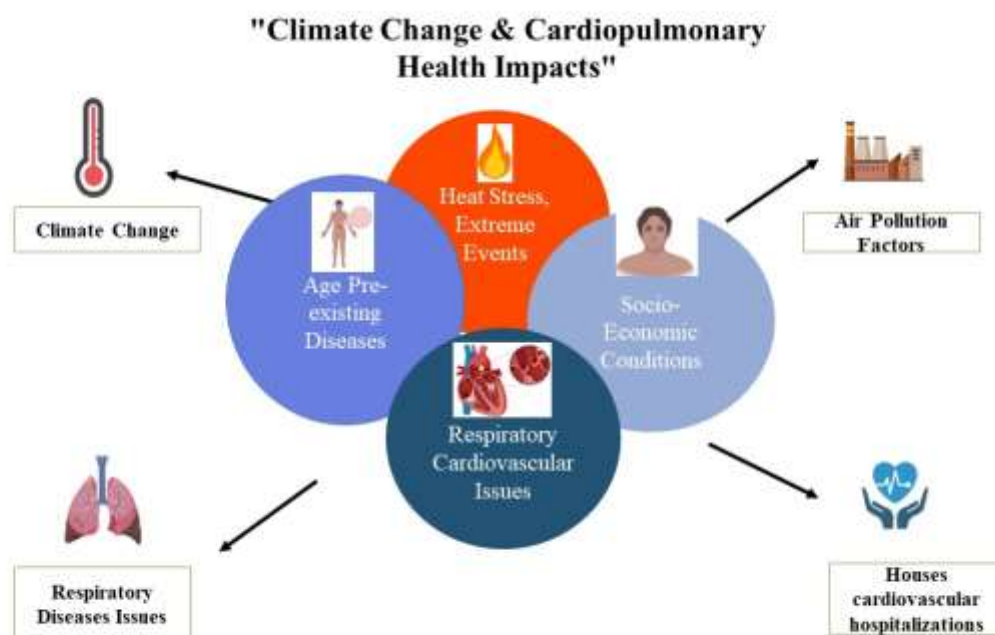 "Climate Change & Cardiopulmonary
Health Impacts"
Heat Stress,
Extreme
Events
Climate Change
Air Pollution
Factors
Age Pre-
existing
Diseases
Socio-
Economic
Conditions
Respiratory
Cardiovascular
Issues
Respiratory
Diseases Issues
Houses
cardiovascular
hospitalizations